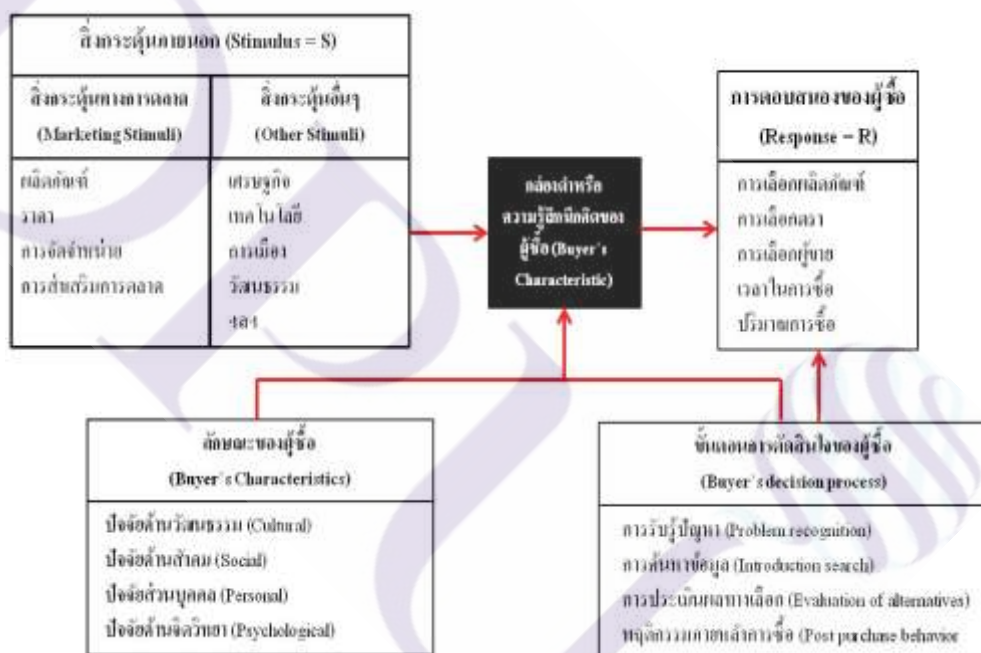 สิ่งกระตุ้นภายนอก (Stimulus = S)
สิ่งกระตุ้นทางการตลาด
(Marketing Stimuli)
ผลิตภัณฑ์
ราคา
การจัดจำหน่าย
การส่งเสริมการตลาด
สิ่งกระตุ้นอื่นๆ
(Other Stimuli)
เศรษฐกิจ
เทคโนโลยี
การเมือง
วัฒนธรรม
ฯลฯ
กล่องดำหรือ
ความรู้สึกนึกคิดของ
ผู้ซื้อ (Buyer's
Characteristic)
การตอบสนองของผู้ซื้อ
(Response = R)
การเลือกผลิตภัณฑ์
การเลือกตรา
การเลือกผู้ขาย
เวลาในการซื้อ
ปริมาณการซื้อ
ลักษณะของผู้ซื้อ
(Buyer's Characteristics)
ปัจจัยด้านวัฒนธรรม (Cultural)
ปัจจัยด้านสังคม (Social)
ปัจจัยส่วนบุคคล (Personal)
ปัจจัยด้านจิตวิทยา (Psychological)
ขั้นตอนการตัดสินใจของผู้ซื้อ
(Buyer's decision process)
การรับรู้ปัญหา (Problem recognition)
การค้นหาข้อมูล (Introduction search)
การประเมินผลทางเลือก (Evaluation of alternatives)
พฤติกรรมภายหลังการซื้อ (Post purchase behavior